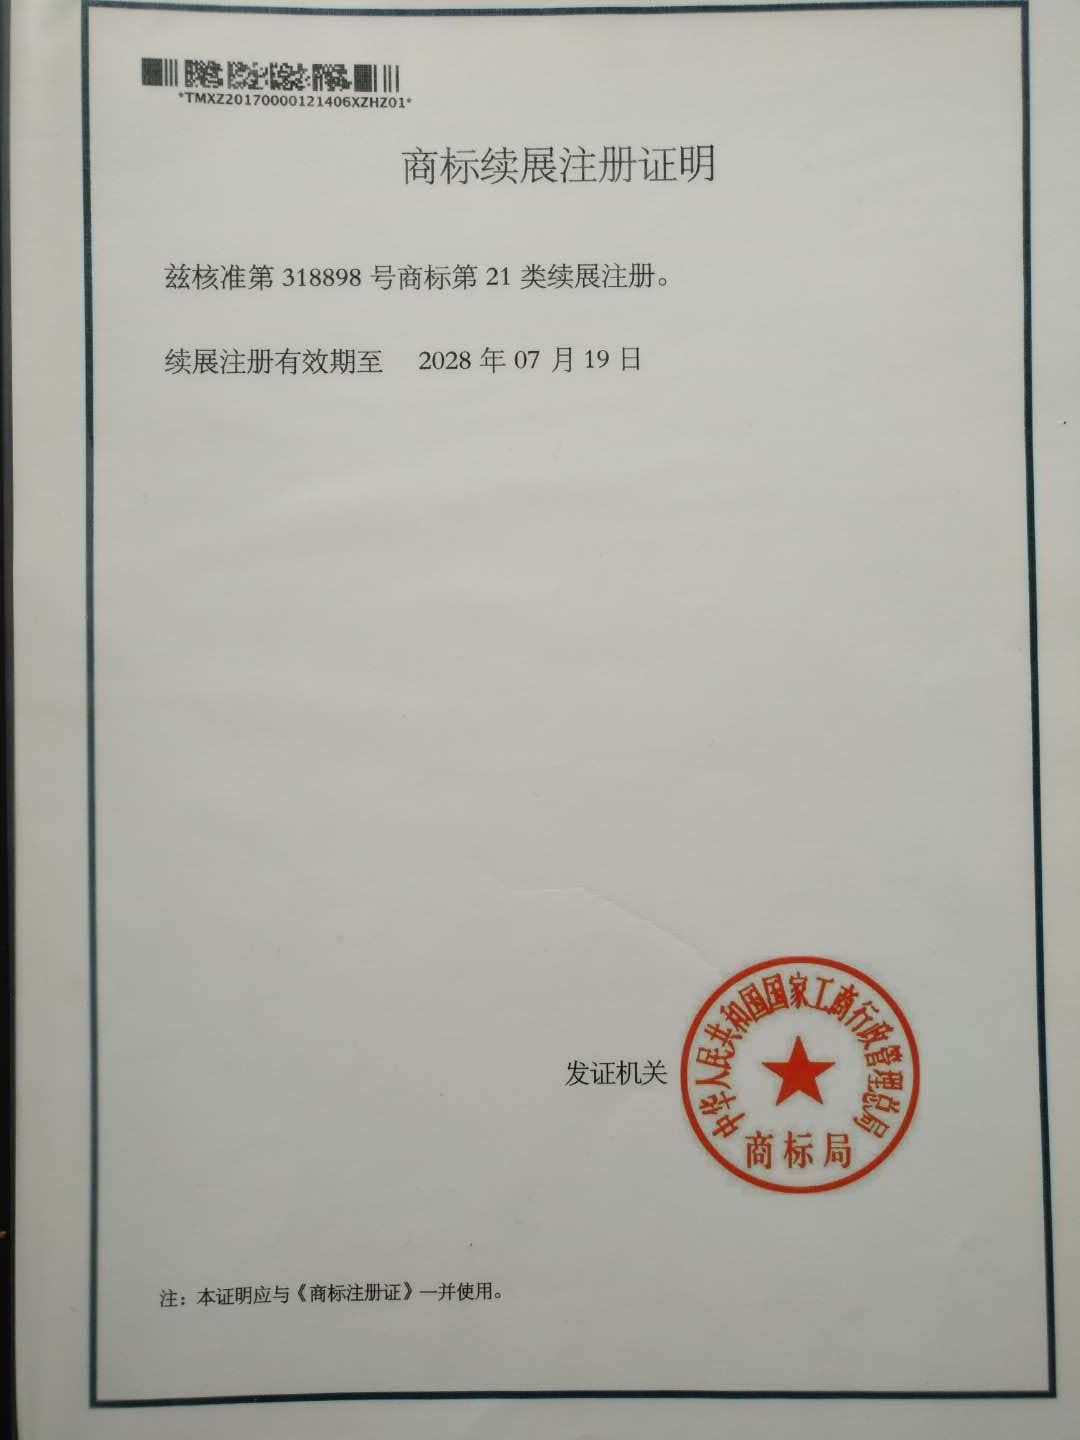 *TMXZ20170000121406XZHZ01*
商标续展注册证明
兹核准第 318898 号商标第 21 类续展注册。
续展注册有效期至 2028 年 07 月 19 日
中华人民共和国国家工商行政管理总局
发证机关
商标局
注：本证明应与《商标注册证》一并使用。